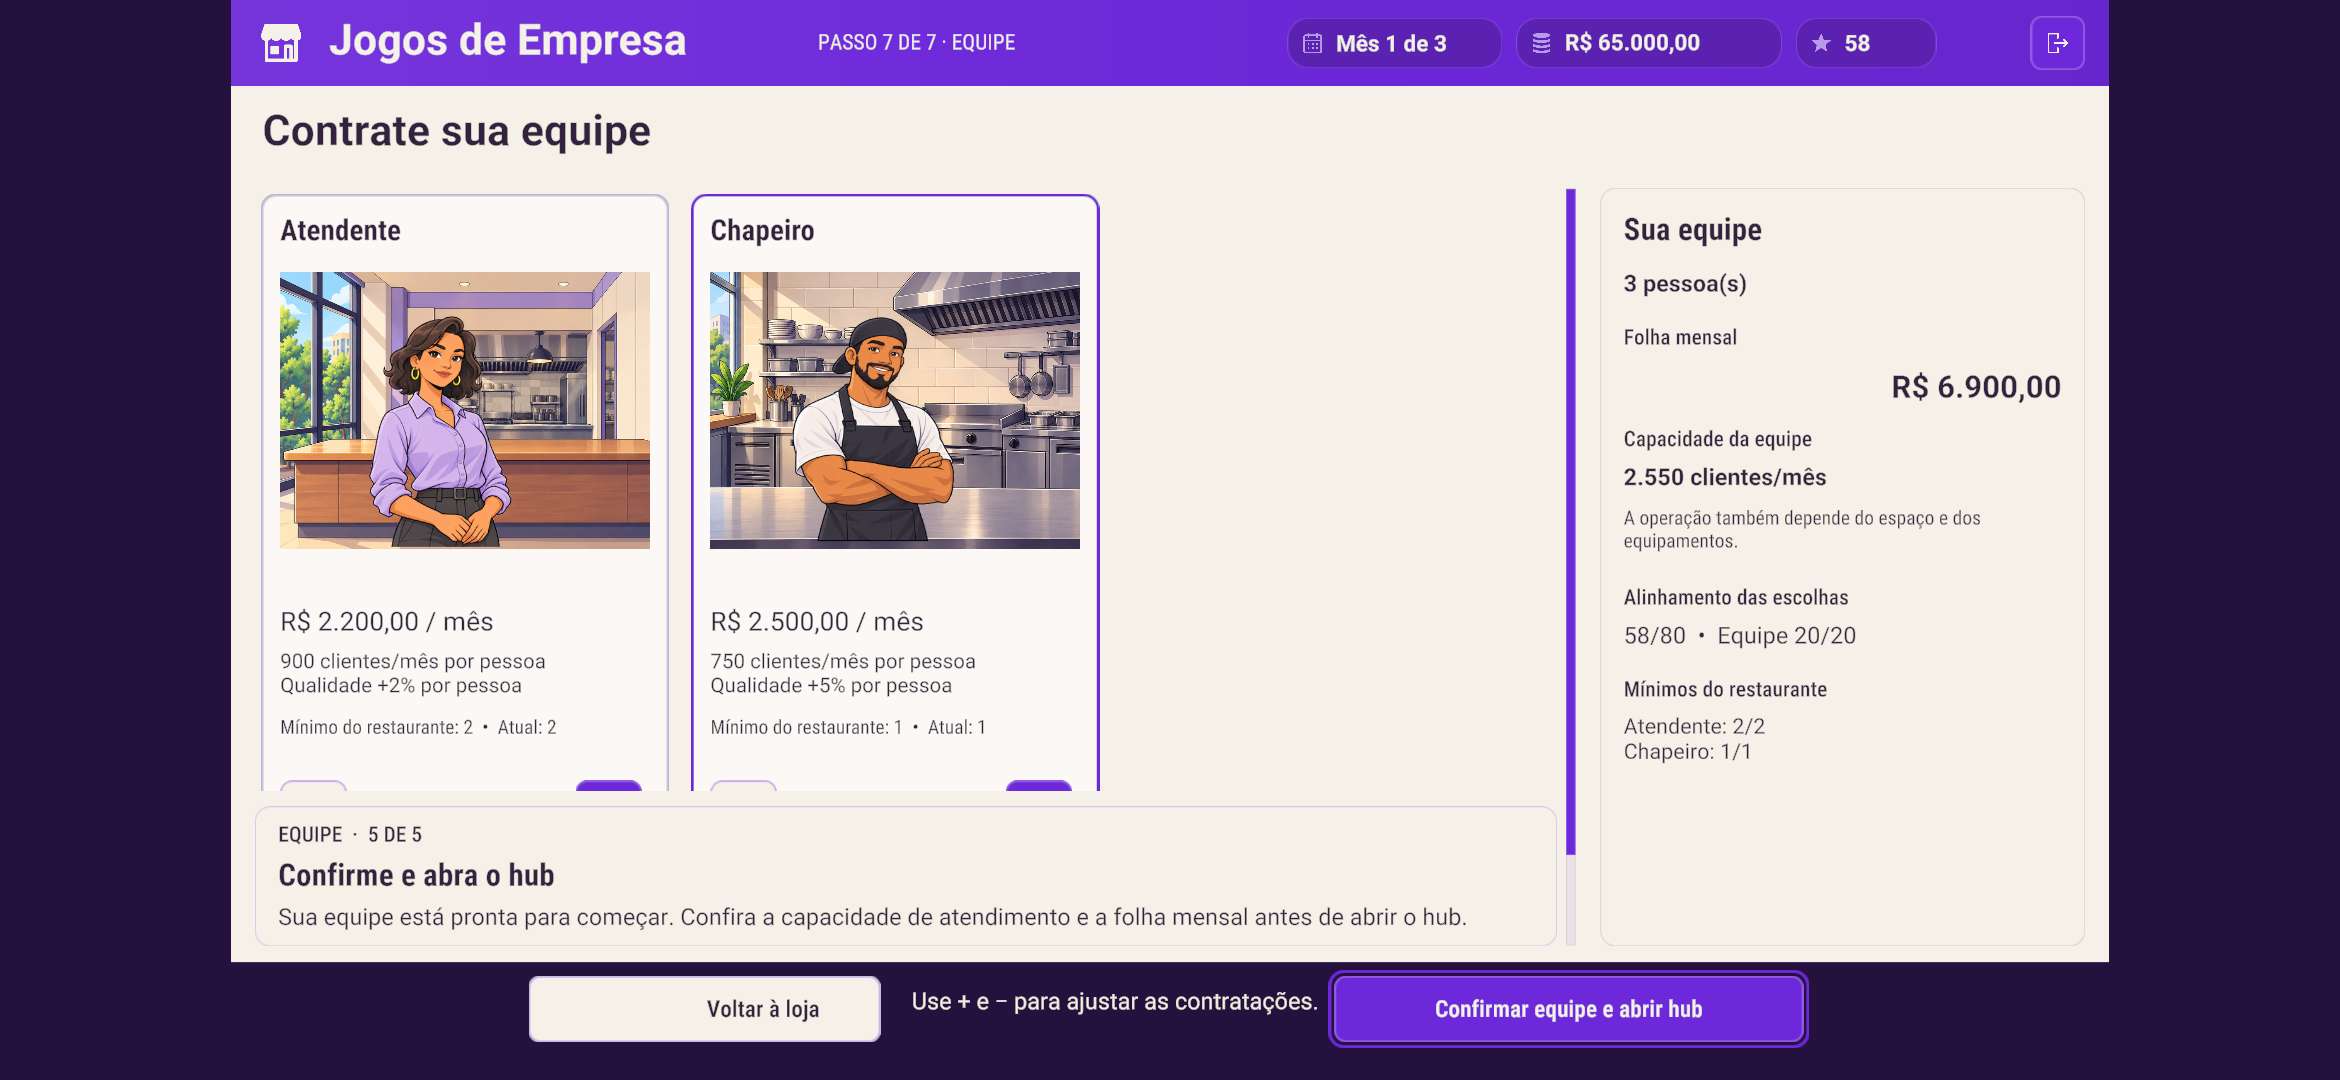 Jogos de Empresa
PASSO 7 DE 7 · EQUIPE
Mês 1 de 3
R$ 65.000,00
58
Contrate sua equipe
Atendente
R$ 2.200,00 / mês
900 clientes/mês por pessoa
Qualidade +2% por pessoa
Mínimo do restaurante: 2 • Atual: 2
Chapeiro
R$ 2.500,00 / mês
750 clientes/mês por pessoa
Qualidade +5% por pessoa
Mínimo do restaurante: 1 • Atual: 1
Sua equipe
3 pessoa(s)
Folha mensal
R$ 6.900,00
Capacidade da equipe
2.550 clientes/mês
A operação também depende do espaço e dos
equipamentos.
Alinhamento das escolhas
58/80 • Equipe 20/20
Mínimos do restaurante
Atendente: 2/2
Chapeiro: 1/1
EQUIPE · 5 DE 5
Confirme e abra o hub
Sua equipe está pronta para começar. Confira a capacidade de atendimento e a folha mensal antes de abrir o hub.
Voltar à loja
Use + e − para ajustar as contratações.
Confirmar equipe e abrir hub